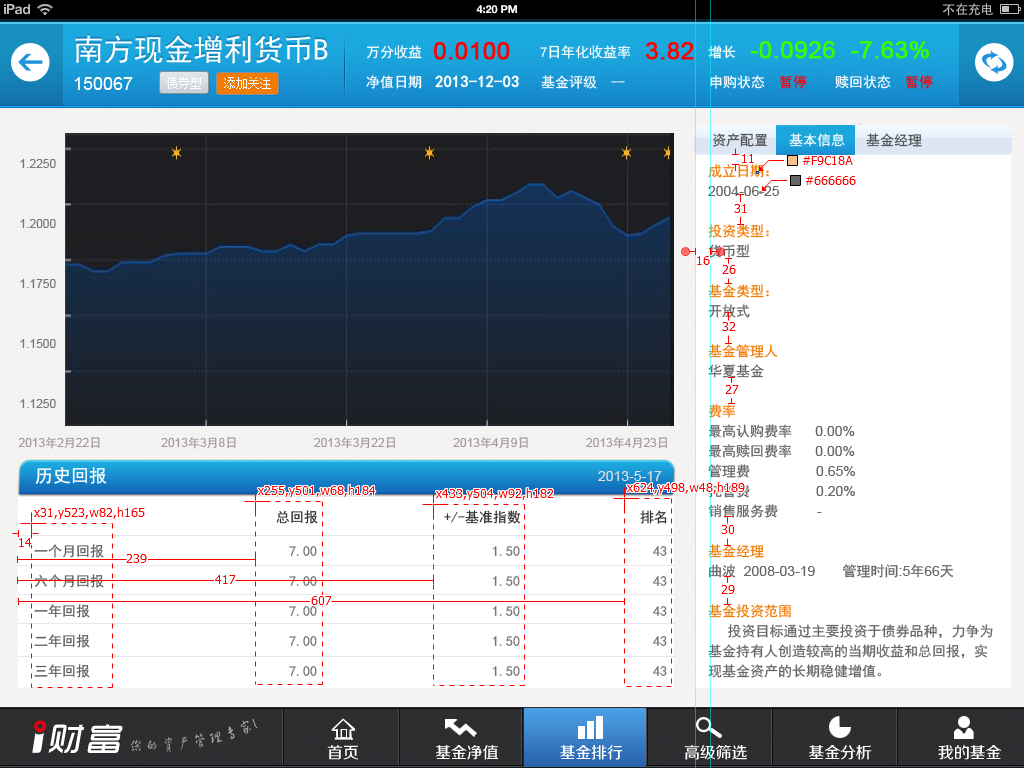 iPad 4:20 PM 不在充电
南方现金增利货币B 万分收益 0.0100 7日年化收益率 3.82 增长 -0.0926 -7.63%
150067 债券型 添加关注 净值日期 2013-12-03 基金评级 -- 申购状态 暂停 赎回状态 暂停
资产配置 基本信息 基金经理
1.2250
1.2000
1.1750
1.1500
1.1250
2013年2月22日 2013年3月8日 2013年3月22日 2013年4月9日 2013年4月23日
11 #F9C18A
成立日期:
#666666
2004-06-25
31
投资类型:
货币型
16
26
基金类型:
开放式
32
基金管理人
华夏基金
27
费率
最高认购费率 0.00%
最高赎回费率 0.00%
管理费 0.65%
托管费 0.20%
销售服务费 -
30
基金经理
曲波 2008-03-19 管理时间:5年66天
29
基金投资范围
投资目标通过主要投资于债券品种，力争为
基金持有人创造较高的当期收益和总回报，实
现基金资产的长期稳健增值。
历史回报 2013-5-17
x255,y501,w68,h184 x433,y504,w92,h182 x624,y498,w48,h189
x31,y523,w82,h165
总回报 +/-基准指数 排名
14
一个月回报 7.00 1.50 43
239
六个月回报 7.00 1.50 43
417
607
一年回报 7.00 1.50 43
二年回报 7.00 1.50 43
三年回报 7.00 1.50 43
i财富 您的资产管理专家!
首页 基金净值 基金排行 高级筛选 基金分析 我的基金